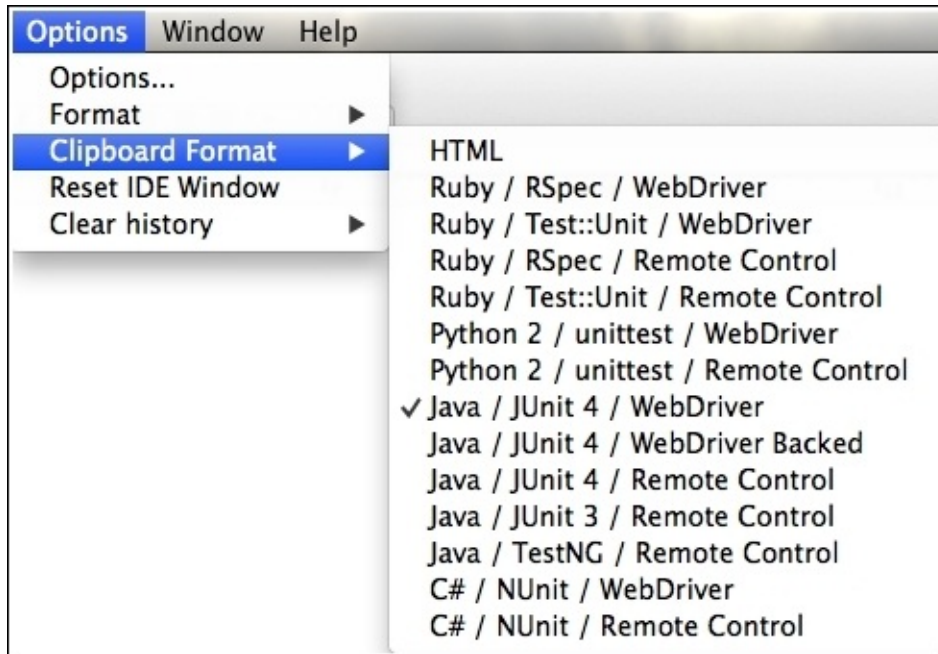 Options Window Help
Options...
Format
Clipboard Format
Reset IDE Window
Clear history
HTML
Ruby / RSpec / WebDriver
Ruby / Test::Unit / WebDriver
Ruby / RSpec / Remote Control
Ruby / Test::Unit / Remote Control
Python 2 / unittest / WebDriver
Python 2 / unittest / Remote Control
Java / JUnit 4 / WebDriver
Java / JUnit 4 / WebDriver Backed
Java / JUnit 4 / Remote Control
Java / JUnit 3 / Remote Control
Java / TestNG / Remote Control
C# / NUnit / WebDriver
C# / NUnit / Remote Control